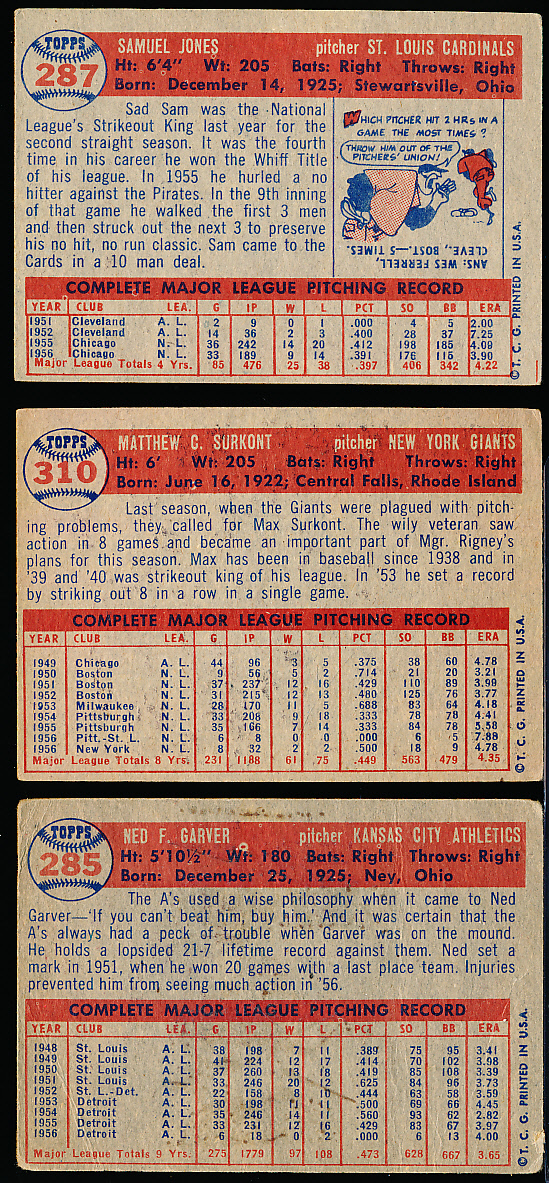 TOPPS
287
SAMUEL JONES pitcher ST. LOUIS CARDINALS
Ht: 6'4" Wt: 205 Bats: Right Throws: Right
Born: December 14, 1925; Stewartsville, Ohio
Sad Sam was the National
League's Strikeout King last year for the
second straight season. It was the fourth
time in his career he won the Whiff Title
of his league. In 1955 he hurled a no
hitter against the Pirates. In the 9th inning
of that game he walked the first 3 men
and then struck out the next 3 to preserve
his no hit, no run classic. Sam came to the
Cards in a 10 man deal.
WHICH PITCHER HIT 2 HRS IN A
GAME THE MOST TIMES?
THROW HIM OUT OF THE
PITCHERS' UNION!
ANS: WES FERRELL,
CLEVE., BOST.—5 TIMES.
COMPLETE MAJOR LEAGUE PITCHING RECORD
YEAR CLUB LEA. G IP W L PCT SO BB ERA
1951 Cleveland A. L. 2 9 0 1 .000 4 5 2.00
1952 Cleveland A. L. 14 36 2 3 .400 28 37 7.25
1955 Chicago N. L. 36 242 14 20 .412 198 185 4.09
1956 Chicago N. L. 33 189 9 14 .391 176 115 3.90
Major League Totals 4 Yrs. 85 476 25 38 .397 406 342 4.22
© T. C. G. PRINTED IN U.S.A.
TOPPS
310
MATTHEW C. SURKONT pitcher NEW YORK GIANTS
Ht: 6' Wt: 205 Bats: Right Throws: Right
Born: June 16, 1922; Central Falls, Rhode Island
Last season, when the Giants were plagued with pitch-
ing problems, they called for Max Surkont. The wily veteran saw
action in 8 games and became an important part of Mgr. Rigney's
plans for this season. Max has been in baseball since 1938 and in
'39 and '40 was strikeout king of his league. In '53 he set a record
by striking out 8 in a row in a single game.
COMPLETE MAJOR LEAGUE PITCHING RECORD
YEAR CLUB LEA. G IP W L PCT SO BB ERA
1949 Chicago A. L. 44 96 3 5 .375 38 60 4.78
1950 Boston N. L. 9 56 5 2 .714 21 20 3.21
1951 Boston N. L. 37 237 12 16 .429 110 89 3.99
1952 Boston N. L. 31 215 12 13 .480 125 76 3.77
1953 Milwaukee N. L. 28 170 11 5 .688 83 64 4.18
1954 Pittsburgh N. L. 33 208 9 18 .333 78 78 4.41
1955 Pittsburgh N. L. 35 166 7 14 .333 84 78 5.58
1956 Pitt.-St. L. N. L. 6 8 0 0 .000 6 5 7.88
1956 New York N. L. 8 32 2 2 .500 18 9 4.78
Major League Totals 8 Yrs. 231 1188 61 75 .449 563 479 4.35
© T. C. G. PRINTED IN U.S.A.
TOPPS
285
NED F. GARVER pitcher KANSAS CITY ATHLETICS
Ht: 5'10½" Wt: 180 Bats: Right Throws: Right
Born: December 25, 1925; Ney, Ohio
The A's used a wise philosophy when it came to Ned
Garver—'If you can't beat him, buy him.' And it was certain that the
A's always had a peck of trouble when Garver was on the mound.
He holds a lopsided 21-7 lifetime record against them. Ned set a
mark in 1951, when he won 20 games with a last place team. Injuries
prevented him from seeing much action in '56.
COMPLETE MAJOR LEAGUE PITCHING RECORD
YEAR CLUB LEA. G IP W L PCT SO BB ERA
1948 St. Louis A. L. 38 198 7 11 .389 75 95 3.41
1949 St. Louis A. L. 41 224 12 17 .414 70 102 3.98
1950 St. Louis A. L. 37 260 13 18 .419 85 108 3.39
1951 St. Louis A. L. 33 246 20 12 .625 84 96 3.73
1952 St. L.-Det. A. L. 22 158 8 10 .444 63 58 3.59
1953 Detroit A. L. 30 198 11 11 .500 69 66 4.45
1954 Detroit A. L. 35 246 14 11 .560 93 62 2.82
1955 Detroit A. L. 33 231 12 16 .429 83 67 3.97
1956 Detroit A. L. 6 18 0 2 .000 6 13 4.00
Major League Totals 9 Yrs. 275 1779 97 108 .473 628 667 3.65
© T. C. G. PRINTED IN U.S.A.